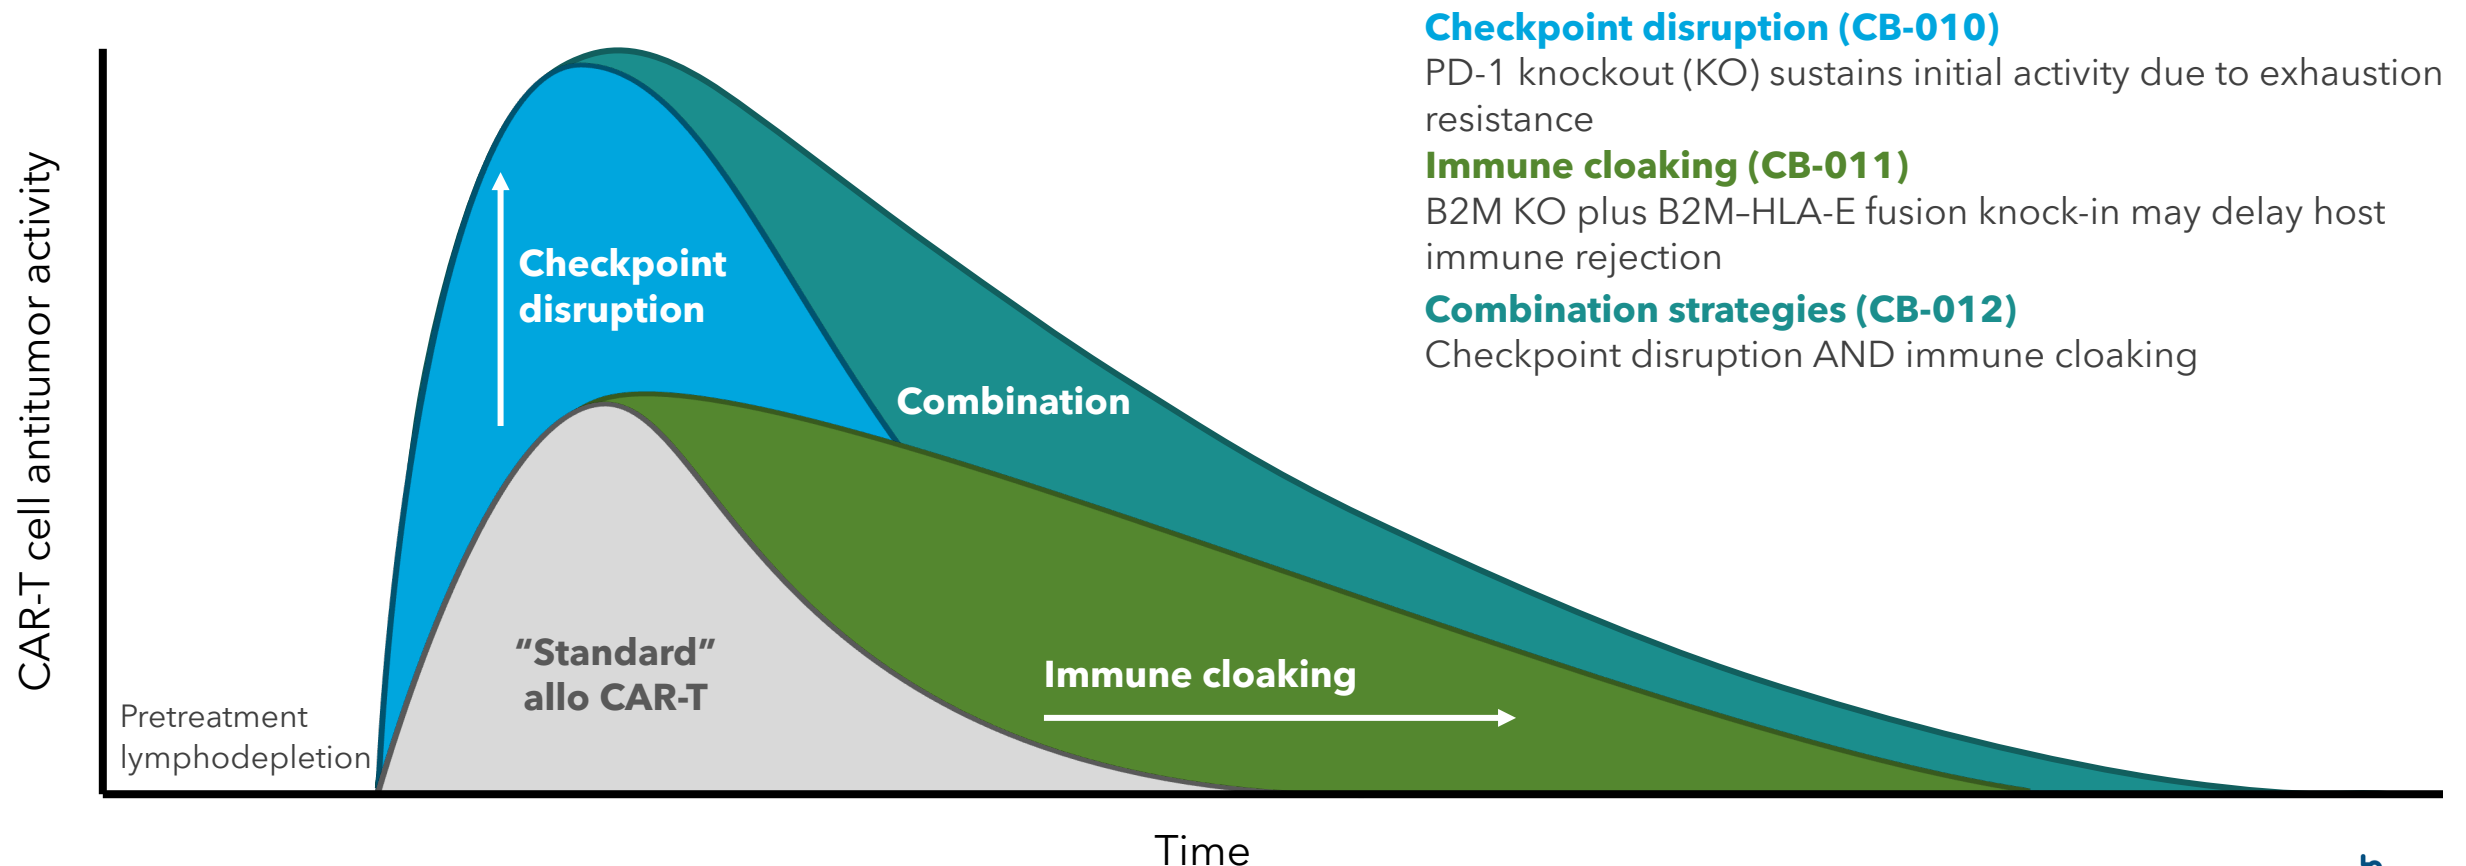 Checkpoint disruption (CB-010)
PD-1 knockout (KO) sustains initial activity due to exhaustion
resistance
Immune cloaking (CB-011)
B2M KO plus B2M–HLA-E fusion knock-in may delay host
immune rejection
Combination strategies (CB-012)
Checkpoint disruption AND immune cloaking
CAR-T cell antitumor activity
Checkpoint
disruption
Combination
“Standard”
allo CAR-T
Immune cloaking
Pretreatment
lymphodepletion
Time